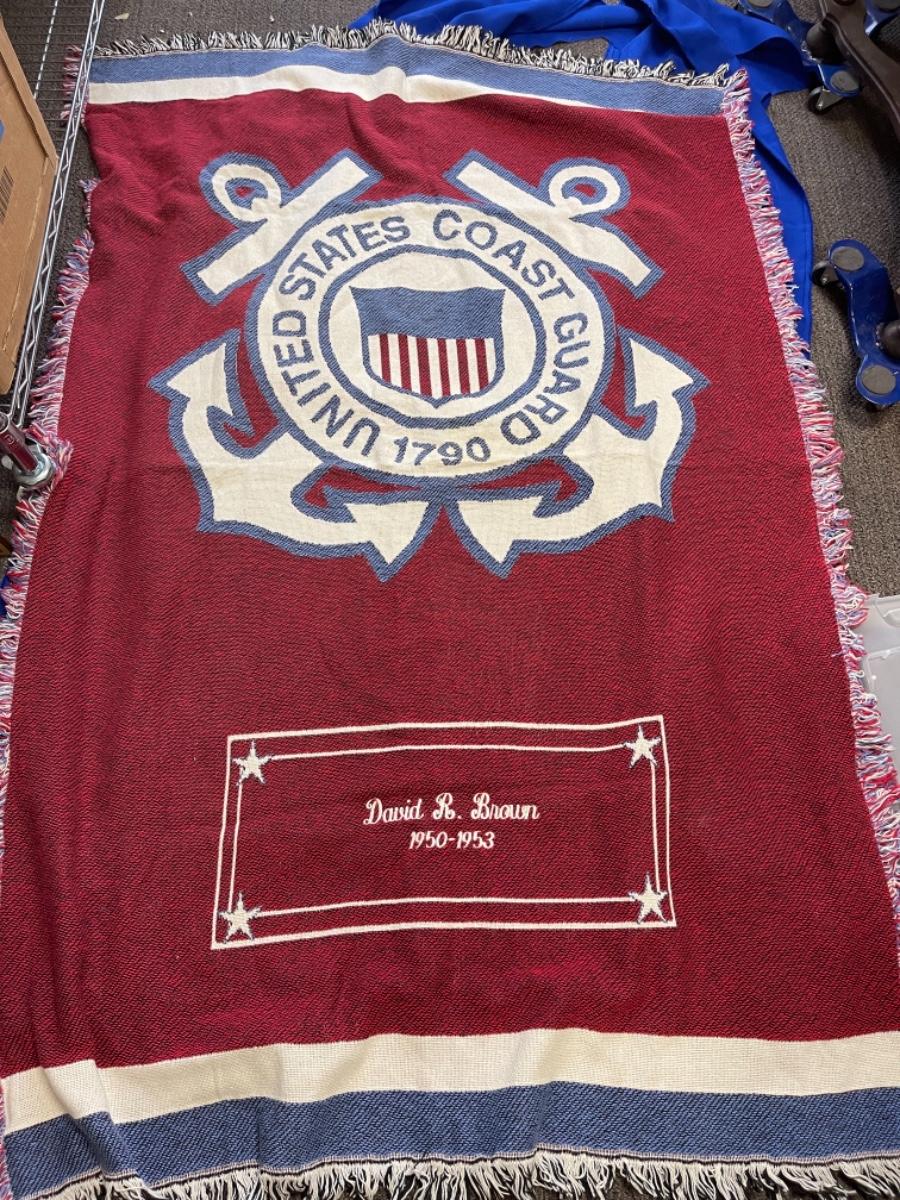 UNITED STATES COAST GUARD
1790
David R. Brown
1950-1953